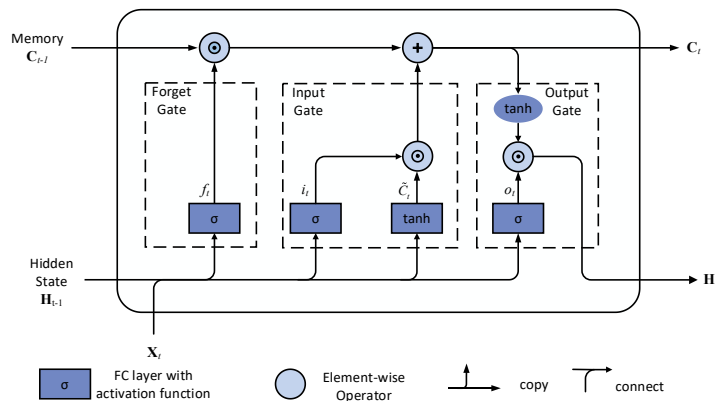 Memory
C_{t-1}
⊙
+
C_t
Forget
Gate
Input
Gate
Output
Gate
tanh
⊙
⊙
f_t
i_t
C̃_t
o_t
σ
σ
tanh
σ
Hidden
State
H_{t-1}
H
X_t
σ
FC layer with
activation function
Element-wise
Operator
copy
connect